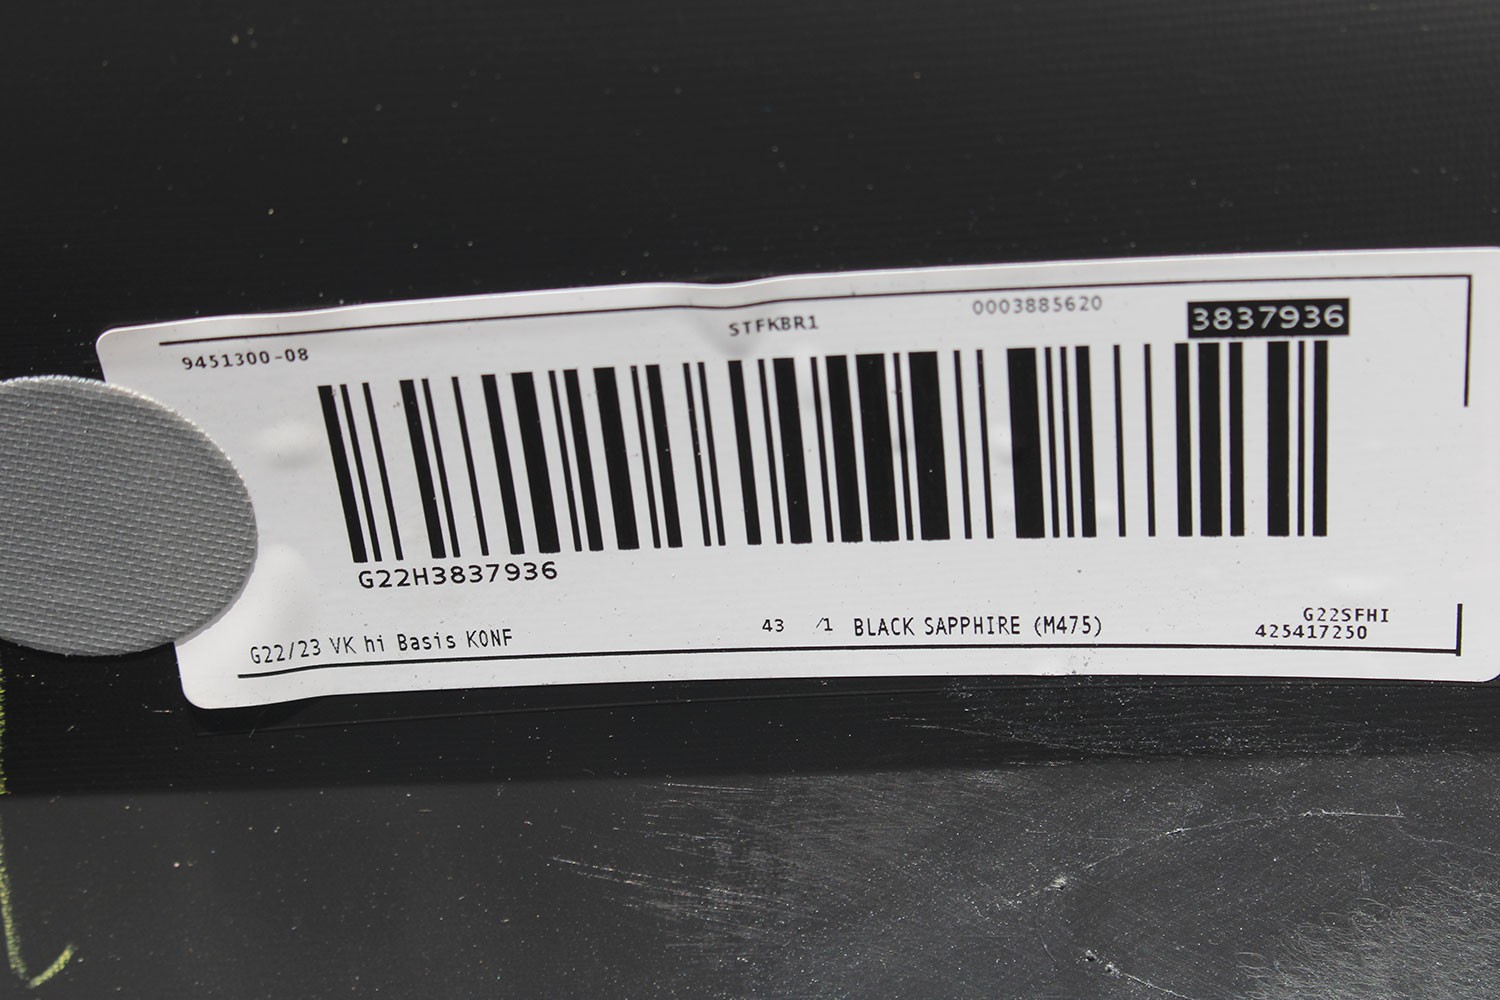 9451300-08 STFKBR1 0003885620 3837936
G22H3837936
G22/23 VK hi Basis KONF 43 /1 BLACK SAPPHIRE (M475) G22SFHI
425417250